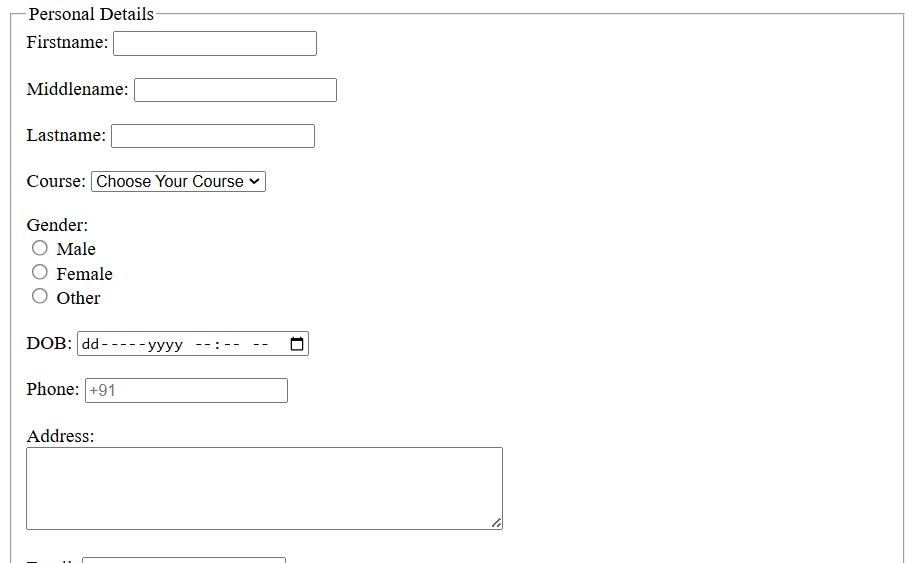 Personal Details
Firstname:
Middlename:
Lastname:
Course: Choose Your Course
Gender:
Male
Female
Other
DOB: dd-----yyyy --:-- --
Phone: +91
Address: